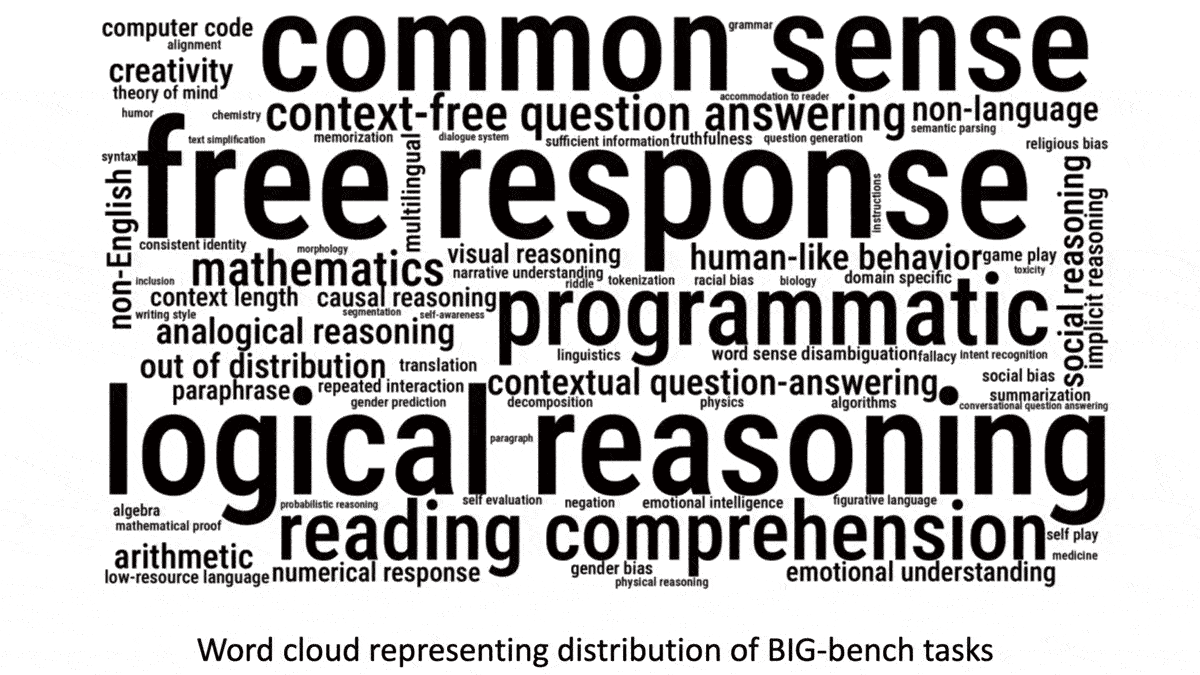 computer code
alignment
common sense
grammar
creativity
theory of mind
humor
chemistry
context-free question answering
accommodation to reader
non-language
semantic parsing
text simplification
memorization
dialogue system
sufficient information
truthfulness
question generation
religious bias
syntax
free response
multilingual
instructions
non-English
social reasoning
implicit reasoning
consistent identity
morphology
mathematics
visual reasoning
human-like behavior
game play
toxicity
inclusion
narrative understanding
riddle
tokenization
racial bias
biology
domain specific
context length
causal reasoning
programmatic
writing style
segmentation
self-awareness
analogical reasoning
linguistics
word sense disambiguation
fallacy
intent recognition
out of distribution
translation
paraphrase
repeated interaction
contextual question-answering
social bias
summarization
gender prediction
decomposition
physics
algorithms
conversational question answering
logical reasoning
paragraph
algebra
probabilistic reasoning
self evaluation
negation
emotional intelligence
figurative language
mathematical proof
reading comprehension
self play
arithmetic
medicine
low-resource language
numerical response
gender bias
physical reasoning
emotional understanding
Word cloud representing distribution of BIG-bench tasks